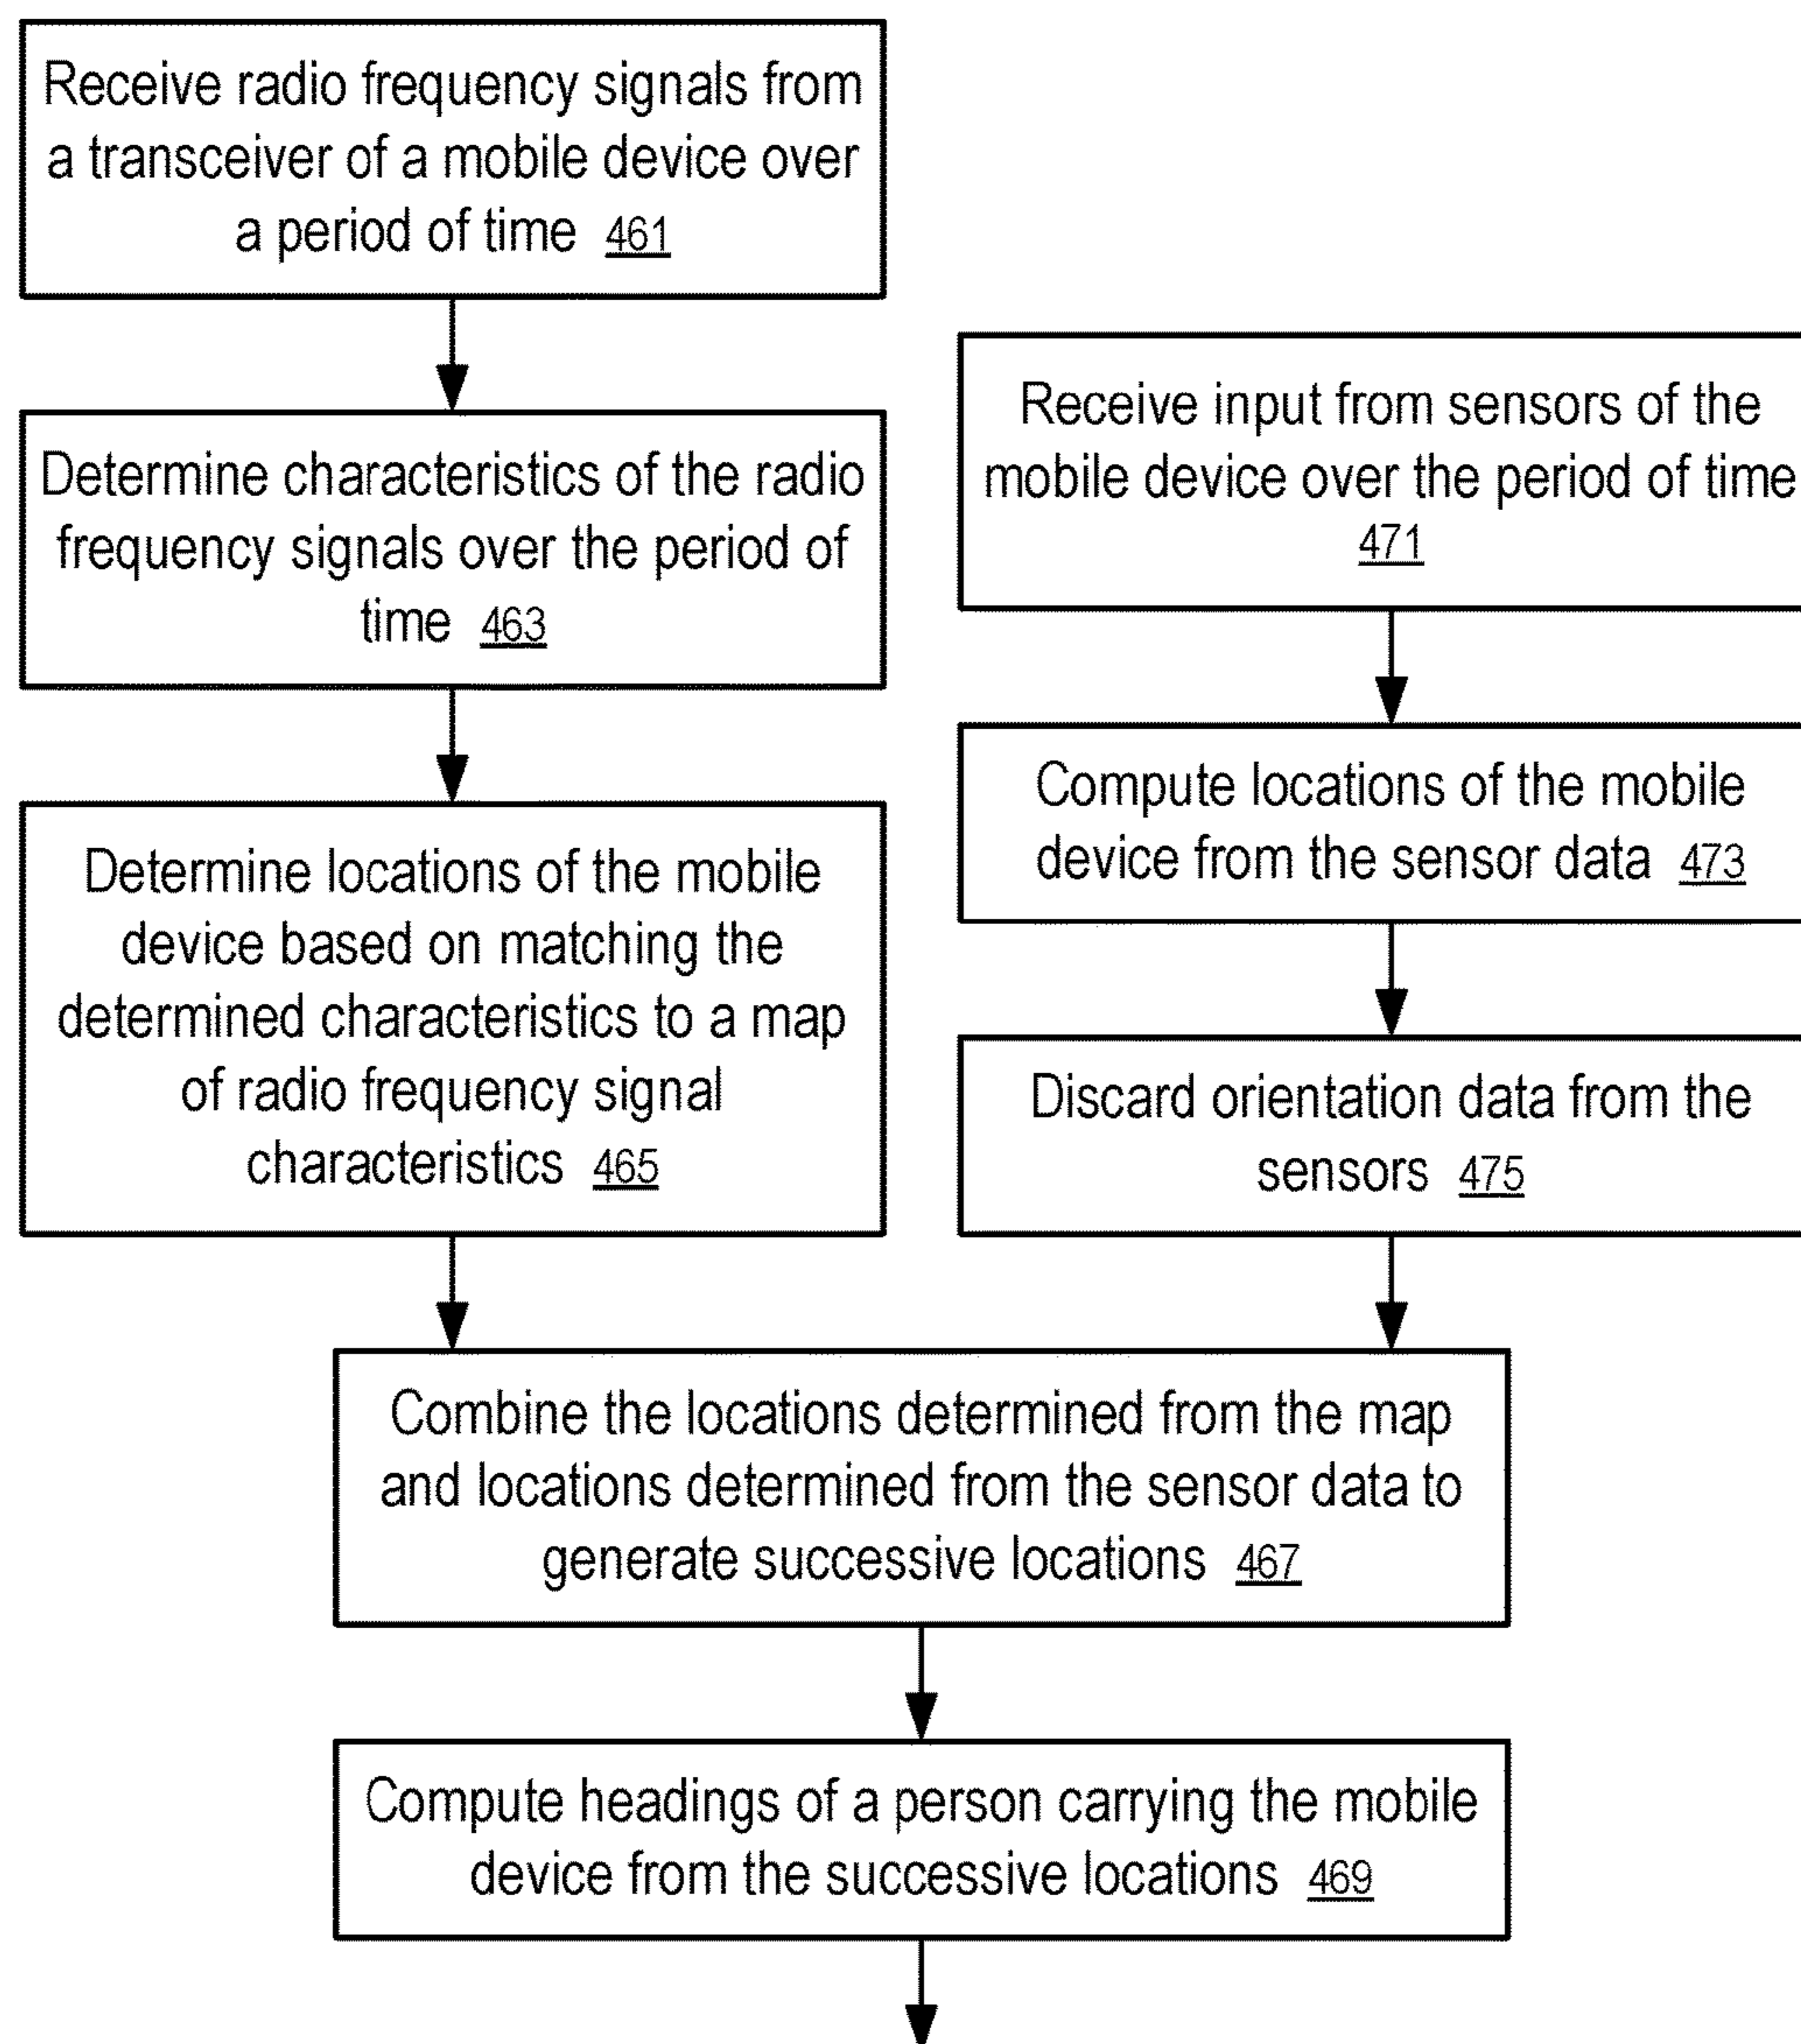 Receive radio frequency signals from
a transceiver of a mobile device over
a period of time 461
Determine characteristics of the radio
frequency signals over the period of
time 463
Determine locations of the mobile
device based on matching the
determined characteristics to a map
of radio frequency signal
characteristics 465
Receive input from sensors of the
mobile device over the period of time
471
Compute locations of the mobile
device from the sensor data 473
Discard orientation data from the
sensors 475
Combine the locations determined from the map
and locations determined from the sensor data to
generate successive locations 467
Compute headings of a person carrying the mobile
device from the successive locations 469